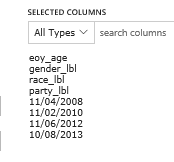 SELECTED COLUMNS
All Types search columns
eoy_age
gender_lbl
race_lbl
party_lbl
11/04/2008
11/02/2010
11/06/2012
10/08/2013